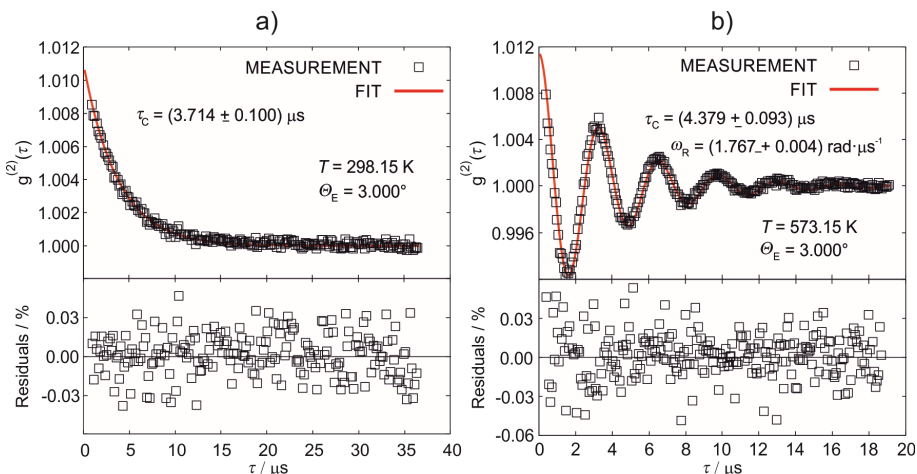 a)
1.012
1.010
1.008
1.006
1.004
1.002
1.000
g(2)(τ)
MEASUREMENT
FIT
τC = (3.714 ± 0.100) μs
T = 298.15 K
ΘE = 3.000°
0.03
0.00
-0.03
Residuals / %
0 5 10 15 20 25 30 35 40
τ / μs
b)
1.012
1.008
1.004
1.000
0.996
g(2)(τ)
MEASUREMENT
FIT
τC = (4.379 ± 0.093) μs
ωR = (1.767 ± 0.004) rad·μs-1
T = 573.15 K
ΘE = 3.000°
0.06
0.03
0.00
-0.03
-0.06
Residuals / %
0 2 4 6 8 10 12 14 16 18 20
τ / μs